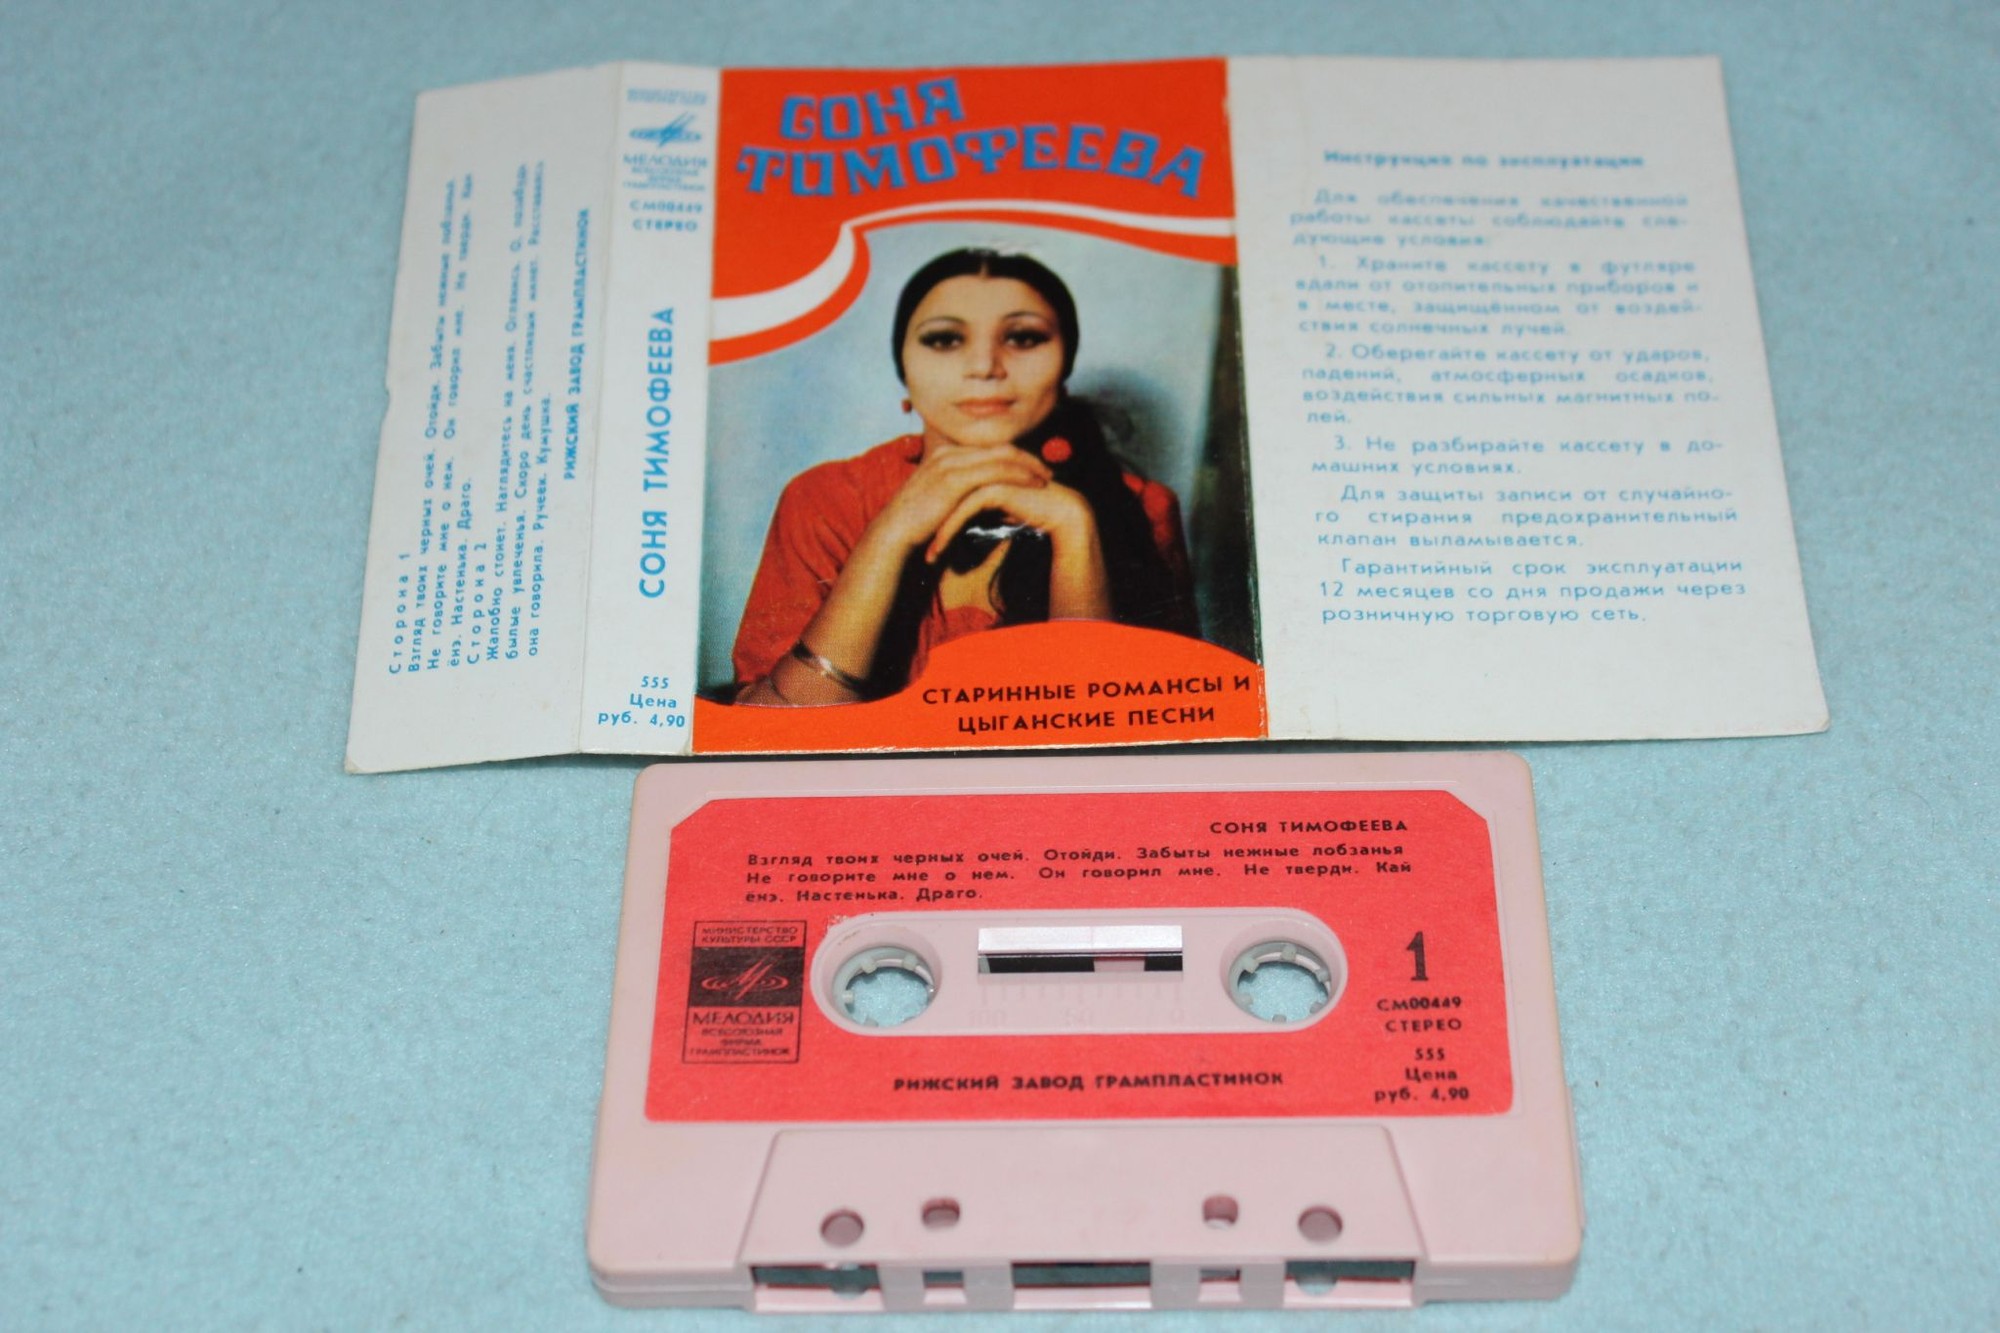 Сторона 1
Взгляд твоих черных очей. Отойди. Забыты нежные лобзанья
Не говорите мне о нем. Он говорил мне. Не тверди. Кай
ёнэ. Настенька. Драго.
Сторона 2
Жалобно стонет. Наглядитесь на меня. Оглянись. О, позабудь
былые увлеченья. Скоро день счастливый минет. Расставаясь
она говорила. Ручеек. Кумушка.
РИЖСКИЙ ЗАВОД ГРАМПЛАСТИНОК
МЕЛОДИЯ
ВСЕСОЮЗНАЯ
ФИРМА
ГРАМПЛАСТИНОК
СМ00449
СТЕРЕО
СОНЯ ТИМОФЕЕВА
555
Цена
руб. 4,90
СОНЯ
ТИМОФЕЕВА
СТАРИННЫЕ РОМАНСЫ И
ЦЫГАНСКИЕ ПЕСНИ
Инструкция по эксплуатации
Для обеспечения качественной
работы кассеты соблюдайте сле-
дующие условия:
1. Храните кассету в футляре
вдали от отопительных приборов и
в месте, защищённом от воздей-
ствия солнечных лучей.
2. Оберегайте кассету от ударов,
падений, атмосферных осадков,
воздействия сильных магнитных по-
лей.
3. Не разбирайте кассету в до-
машних условиях.
Для защиты записи от случайно-
го стирания предохранительный
клапан выламывается.
Гарантийный срок эксплуатации
12 месяцев со дня продажи через
розничную торговую сеть.
СОНЯ ТИМОФЕЕВА
Взгляд твоих черных очей. Отойди. Забыты нежные лобзанья
Не говорите мне о нем. Он говорил мне. Не тверди. Кай
ёнэ. Настенька. Драго.
МИНИСТЕРСТВО
КУЛЬТУРЫ СССР
МЕЛОДИЯ
ВСЕСОЮЗНАЯ
ФИРМА
ГРАМПЛАСТИНОК
1
СМ00449
СТЕРЕО
555
Цена
руб. 4,90
РИЖСКИЙ ЗАВОД ГРАМПЛАСТИНОК
100 50 0